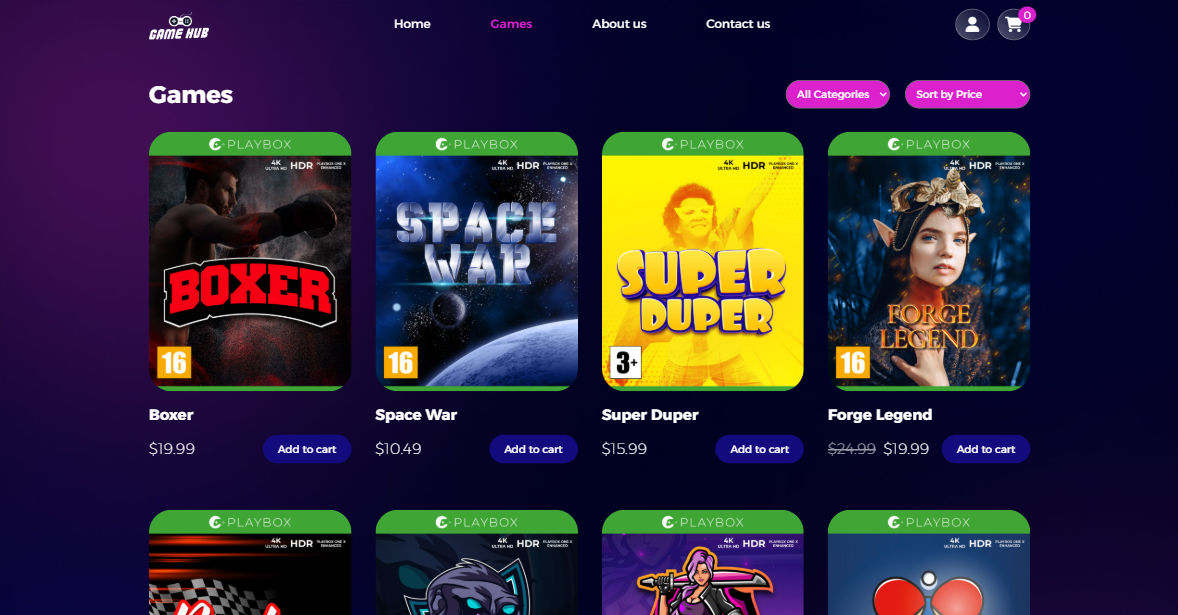 GAME HUB
Home
Games
About us
Contact us
0
Games
All Categories
Sort by Price
PLAYBOX
4K
ULTRA HD
HDR
PLAYBOX ONE X
ENHANCED
BOXER
16
PLAYBOX
4K
ULTRA HD
HDR
PLAYBOX ONE X
ENHANCED
SPACE
WAR
16
PLAYBOX
4K
ULTRA HD
HDR
PLAYBOX ONE X
ENHANCED
SUPER
DUPER
3+
PLAYBOX
4K
ULTRA HD
HDR
PLAYBOX ONE X
ENHANCED
FORGE
LEGEND
16
Boxer
$19.99
Add to cart
Space War
$10.49
Add to cart
Super Duper
$15.99
Add to cart
Forge Legend
$24.99 $19.99
Add to cart
PLAYBOX
4K
ULTRA HD
HDR
PLAYBOX ONE X
ENHANCED
PLAYBOX
4K
ULTRA HD
HDR
PLAYBOX ONE X
ENHANCED
PLAYBOX
4K
ULTRA HD
HDR
PLAYBOX ONE X
ENHANCED
PLAYBOX
4K
ULTRA HD
HDR
PLAYBOX ONE X
ENHANCED